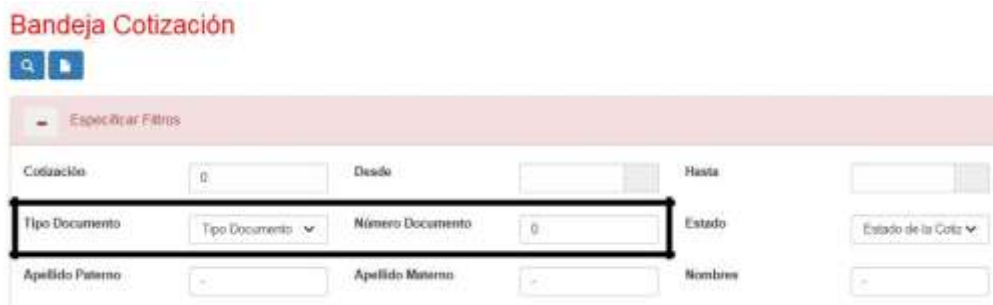 Bandeja Cotización
Especificar Filtros
Cotización 0 Desde Hasta
Tipo Documento Tipo Documento Número Documento 0 Estado Estado de la Cotiz
Apellido Paterno - Apellido Materno - Nombres -